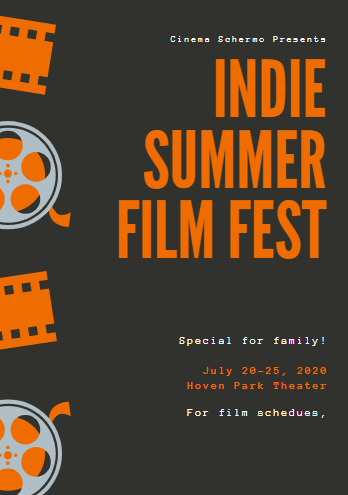 Cinema Schermo Presents
INDIE
SUMMER
FILM FEST
Special for family!
July 20-25, 2020
Hoven Park Theater
For film schedues,